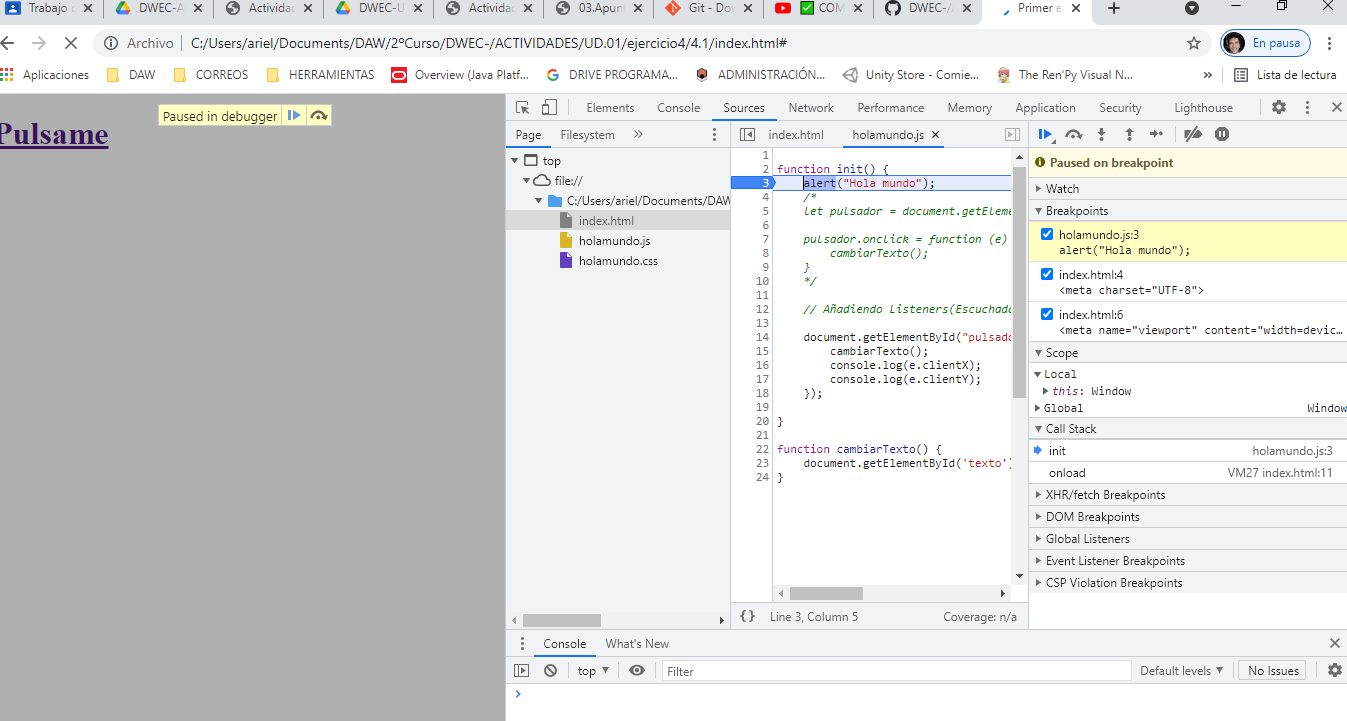 Trabajo
DWEC-A
Activida
DWEC-U
Activida
03.Apun
Git - Dow
COM
DWEC-/
Primer e
Archivo
C:/Users/ariel/Documents/DAW/2ºCurso/DWEC-/ACTIVIDADES/UD.01/ejercicio4/4.1/index.html#
En pausa
Aplicaciones
DAW
CORREOS
HERRAMIENTAS
Overview (Java Platf...
DRIVE PROGRAMA...
ADMINISTRACIÓN...
Unity Store - Comie...
The Ren'Py Visual N...
»
Lista de lectura
Paused in debugger
Pulsame
Elements
Console
Sources
Network
Performance
Memory
Application
Security
Lighthouse
Page
Filesystem
»
top
file://
C:/Users/ariel/Documents/DAW
index.html
holamundo.js
holamundo.css
index.html
holamundo.js
1
2 function init() {
3 alert("Hola mundo");
4 /*
5 let pulsador = document.getEleme
6
7 pulsador.onclick = function (e)
8 cambiarTexto();
9 }
10 */
11
12 // Añadiendo Listeners(Escuchado
13
14 document.getElementById("pulsado
15 cambiarTexto();
16 console.log(e.clientX);
17 console.log(e.clientY);
18 });
19
20 }
21
22 function cambiarTexto() {
23 document.getElementById('texto')
24 }
{} Line 3, Column 5
Coverage: n/a
Paused on breakpoint
Watch
Breakpoints
holamundo.js:3
alert("Hola mundo");
index.html:4
<meta charset="UTF-8">
index.html:6
<meta name="viewport" content="width=devic…
Scope
Local
this: Window
Global Window
Call Stack
init holamundo.js:3
onload VM27 index.html:11
XHR/fetch Breakpoints
DOM Breakpoints
Global Listeners
Event Listener Breakpoints
CSP Violation Breakpoints
Console
What's New
top
Filter
Default levels
No Issues